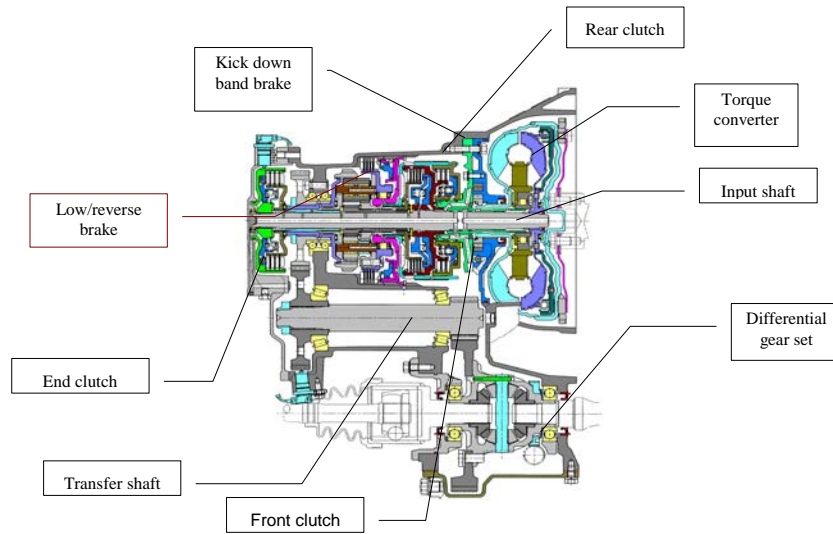 Rear clutch
Kick down
band brake
Torque
converter
Input shaft
Low/reverse
brake
Differential
gear set
End clutch
Transfer shaft
Front clutch